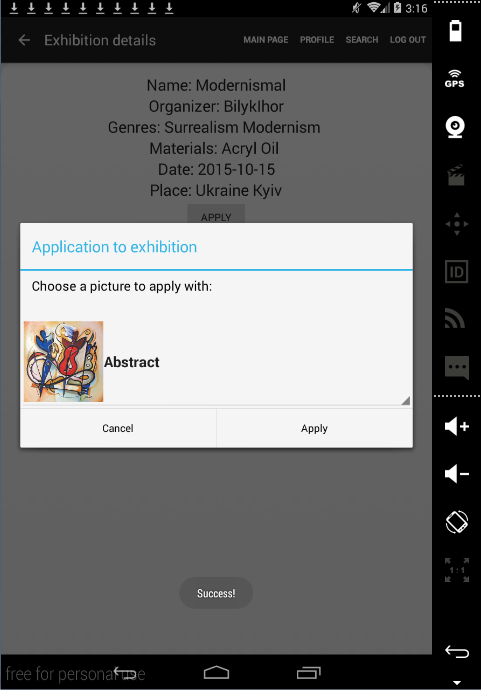 3:16
Exhibition details
MAIN PAGE PROFILE SEARCH LOG OUT
Name: Modernismal
Organizer: BilykIhor
Genres: Surrealism Modernism
Materials: Acryl Oil
Date: 2015-10-15
Place: Ukraine Kyiv
APPLY
Application to exhibition
Choose a picture to apply with:
Abstract
Cancel Apply
Success!
free for personal use
GPS
ID
1:1